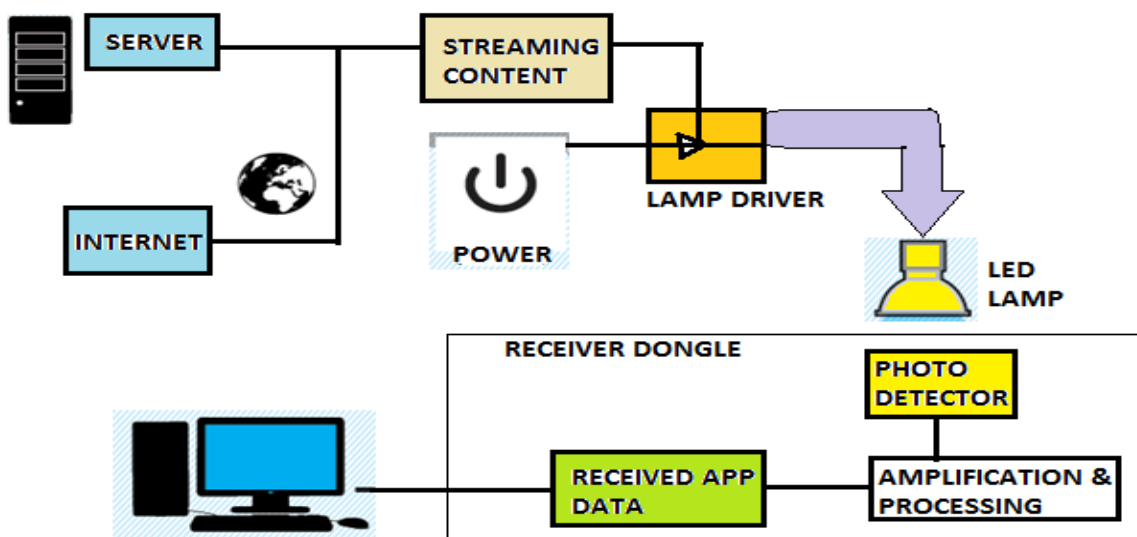 SERVER
STREAMING
CONTENT
LAMP DRIVER
INTERNET
POWER
LED
LAMP
RECEIVER DONGLE
PHOTO
DETECTOR
RECEIVED APP
DATA
AMPLIFICATION &
PROCESSING